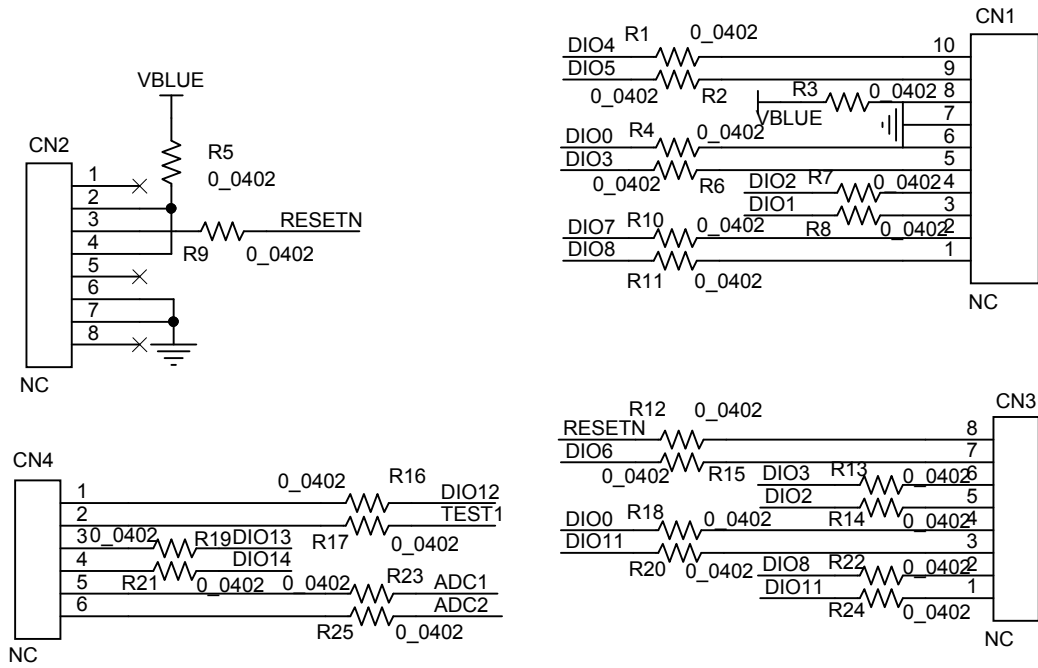 VBLUE
CN2
R5
0_0402
1
2
3
RESETN
4
R9
0_0402
5
6
7
8
NC
CN1
R1
0_0402
DIO4
10
DIO5
9
0_0402
R2
R3
0_0402
8
VBLUE
7
DIO0
R4
0_0402
6
DIO3
5
0_0402
R6
DIO2
R7
0_0402
4
DIO1
3
R8
0_0402
DIO7
R10
0_0402
2
DIO8
1
R11
0_0402
NC
CN4
1
0_0402
R16
DIO12
2
TEST1
3
0_0402
R19
DIO13
R17
0_0402
4
DIO14
R21
0_0402
5
0_0402
R23
ADC1
6
ADC2
R25
0_0402
NC
CN3
R12
0_0402
RESETN
8
DIO6
7
0_0402
R15
DIO3
R13
0_0402
6
DIO2
5
R14
0_0402
DIO0
R18
0_0402
4
DIO11
3
R20
0_0402
DIO8
R22
0_0402
2
DIO11
1
R24
0_0402
NC